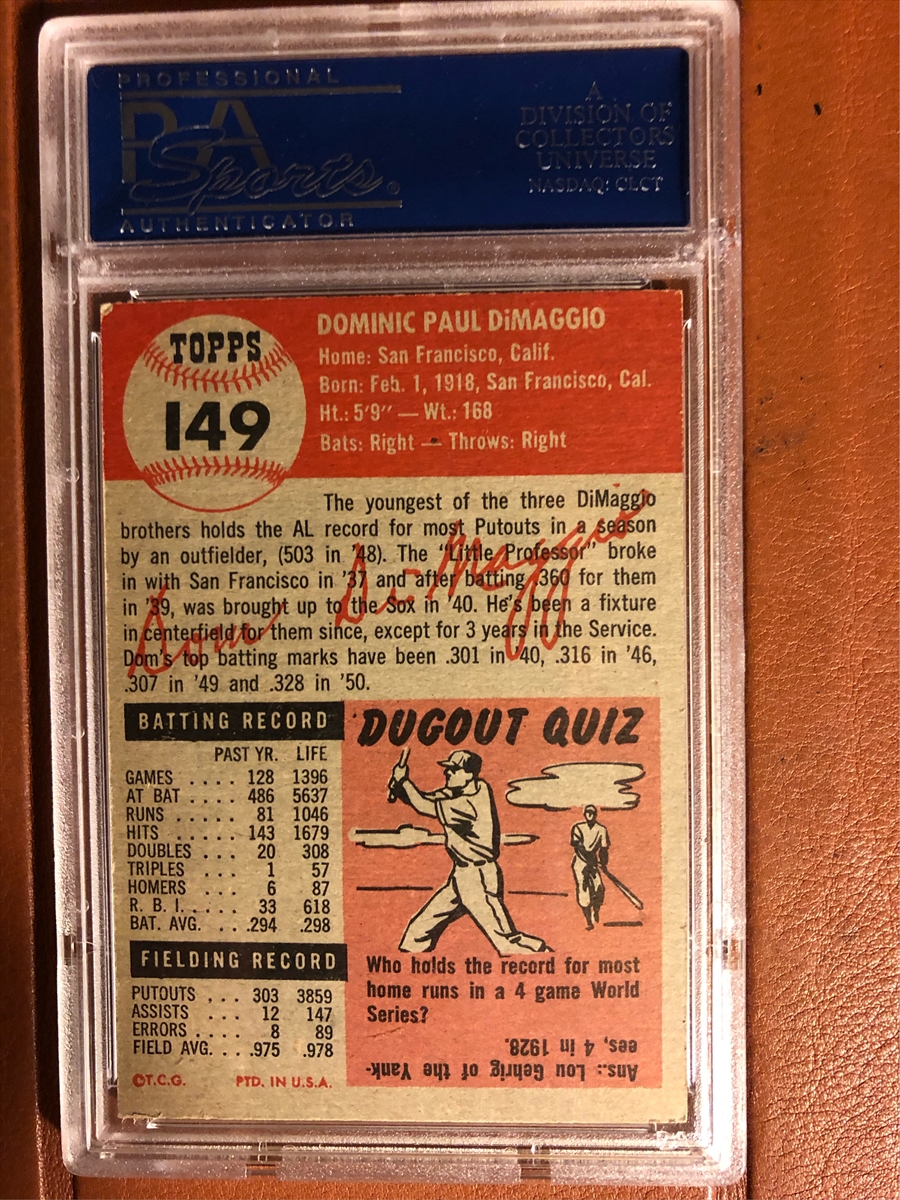 PROFESSIONAL
PSA
Sports®
AUTHENTICATOR
A
DIVISION OF
COLLECTORS
UNIVERSE
NASDAQ: CLCT
TOPPS
149
DOMINIC PAUL DiMAGGIO
Home: San Francisco, Calif.
Born: Feb. 1, 1918, San Francisco, Cal.
Ht.: 5'9" — Wt.: 168
Bats: Right — Throws: Right
The youngest of the three DiMaggio
brothers holds the AL record for most Putouts in a season
by an outfielder, (503 in '48). The "Little Professor" broke
in with San Francisco in '37 and after batting .360 for them
in '39, was brought up to the Sox in '40. He's been a fixture
in centerfield for them since, except for 3 years in the Service.
Dom's top batting marks have been .301 in '40, .316 in '46,
.307 in '49 and .328 in '50.
Dom DiMaggio
BATTING RECORD
PAST YR. LIFE
GAMES .... 128 1396
AT BAT .... 486 5637
RUNS ..... 81 1046
HITS ..... 143 1679
DOUBLES ... 20 308
TRIPLES ... 1 57
HOMERS ... 6 87
R. B. I. .... 33 618
BAT. AVG. ... .294 .298
FIELDING RECORD
PUTOUTS ... 303 3859
ASSISTS .... 12 147
ERRORS .... 8 89
FIELD AVG. ... .975 .978
©T.C.G. PTD. IN U.S.A.
DUGOUT QUIZ
Who holds the record for most
home runs in a 4 game World
Series?
Ans.: Lou Gehrig of the Yank-
ees, 4 in 1928.